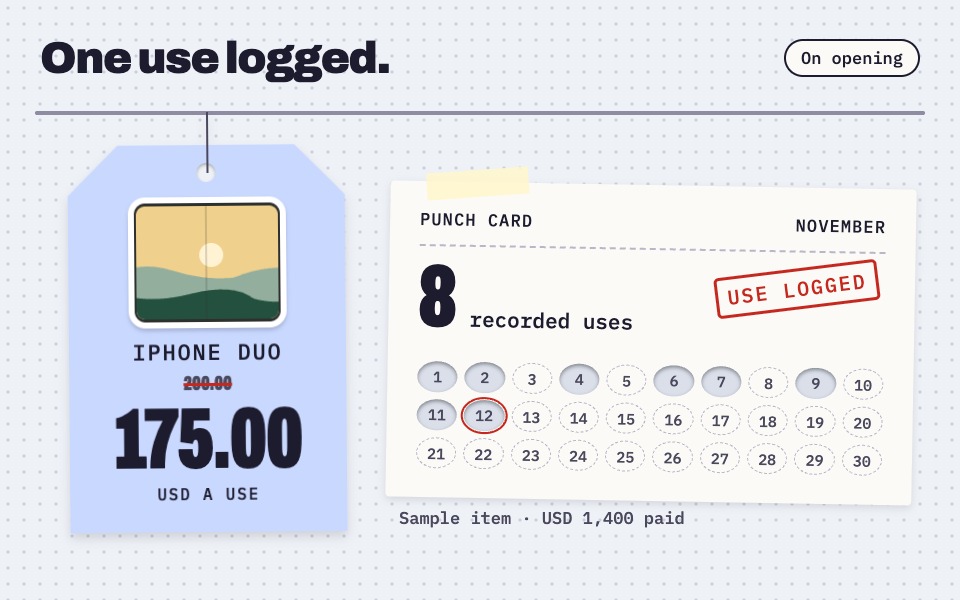 One use logged.
On opening
IPHONE DUO
200.00
175.00
USD A USE
PUNCH CARD
NOVEMBER
8 recorded uses
USE LOGGED
1 2 3 4 5 6 7 8 9 10
11 12 13 14 15 16 17 18 19 20
21 22 23 24 25 26 27 28 29 30
Sample item · USD 1,400 paid